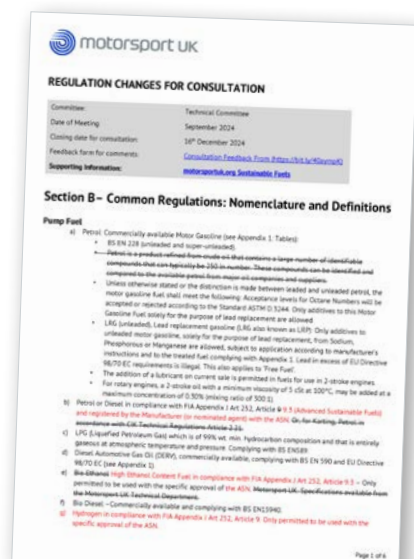 motorsport UK
REGULATION CHANGES FOR CONSULTATION
Committee: Technical Committee
Date of Meeting: September 2024
Closing date for consultation: 16th December 2024
Feedback form for comments: Consultation Feedback From (https://bit.ly/
Supporting Information: motorsportuk.org Sustainable Fuels
Section B– Common Regulations: Nomenclature and Definitions
Pump Fuel
a) Petrol: Commercially available Motor Gasoline (see Appendix 1: Tables)
• BS EN 228 (unleaded and super-unleaded).
• Petrol is a product refined from crude oil that contains a large number of identifiable
compounds that can typically be 250 in number. These compounds can be identified and
compared to the available petrol from major oil companies and suppliers.
• Unless otherwise stated or the distinction is made between leaded and unleaded petrol, the
motor gasoline fuel shall meet the following: Acceptance levels for Octane Numbers will be
accepted or rejected according to the Standard ASTM D 3244. Only additives to this Motor
Gasoline fuel solely for the purpose of lead replacement are allowed.
• LRG (unleaded), Lead replacement gasoline (LRG also known as LRP). Only additives to
unleaded motor gasoline, solely for the purpose of lead replacement, from Sodium,
Phosphorous or Manganese are allowed, subject to application according to manufacturer's
instructions and to the treated fuel complying with Appendix 1. Lead in excess of EU Directive
98/70 EC requirements is illegal. This also applies to 'Free Fuel'.
• The addition of a lubricant on current sale is permitted in fuels for use in 2-stroke engines.
• For rotary engines, a 2-stroke oil with a minimum viscosity of 5 cSt at 100°C, may be added at a
maximum concentration of 0.30% (mixing ratio 300:1).
b) Petrol or Diesel in compliance with FIA Appendix J Art 252, Article 9 9.3 (Advanced Sustainable Fuels)
and registered by the Manufacturer (or nominated agent) with the ASN. Or, for Karting, Petrol in
accordance with CIK Technical Regulations Article 2.21.
c) LPG (Liquefied Petroleum Gas) which is of 99% wt. min. hydrocarbon composition and that is entirely
gaseous at atmospheric temperature and pressure. Complying with BS EN589.
d) Diesel Automotive Gas Oil (DERV), commercially available, complying with BS EN 590 and EU Directive
98/70 EC (see Appendix 1).
e) Bio Ethanol High Ethanol Content Fuel in compliance with FIA Appendix J Art 252, Article 9.3 – Only
permitted to be used with the specific approval of the ASN. Motorsport UK. Specifications available from
the Motorsport UK Technical Department.
f) Bio Diesel –Commercially available and complying with BS EN15940.
g) Hydrogen in compliance with FIA Appendix J Art 252, Article 9. Only permitted to be used with the
specific approval of the ASN.
Page 1 of 6